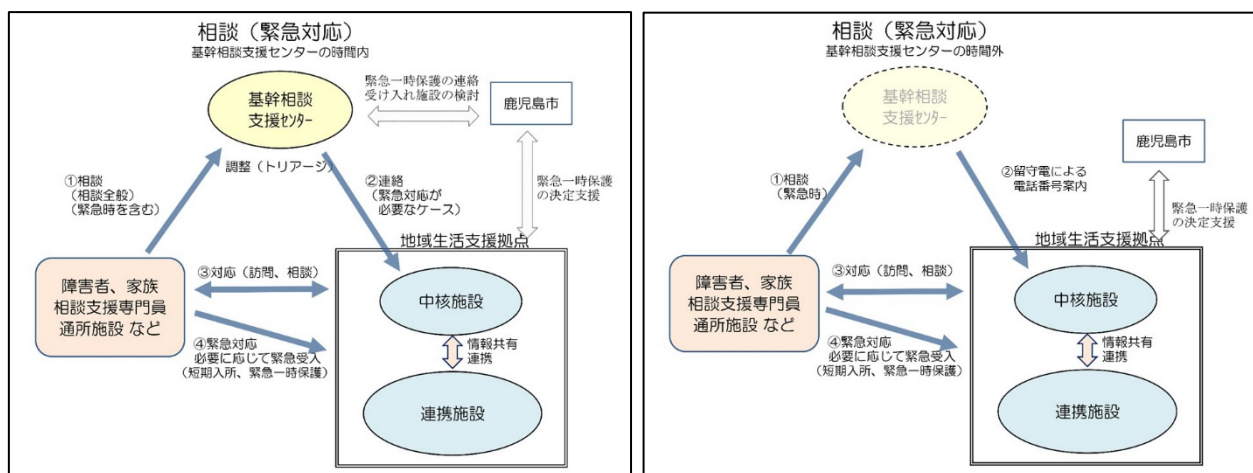 相談（緊急対応）
基幹相談支援センターの時間内
基幹相談
支援ｾﾝﾀｰ
緊急一時保護の連絡
受け入れ施設の検討
鹿児島市
調整（トリアージ）
①相談
（相談全般）
（緊急時を含む）
②連絡
（緊急対応が
必要なケース）
緊急一時保護
の決定支援
地域生活支援拠点
障害者、家族
相談支援専門員
通所施設 など
③対応（訪問、相談）
中核施設
④緊急対応
必要に応じて緊急受入
（短期入所、緊急一時保護）
情報共有
連携
連携施設
相談（緊急対応）
基幹相談支援センターの時間外
基幹相談
支援ｾﾝﾀｰ
鹿児島市
①相談
（緊急時）
②留守電による
電話番号案内
緊急一時保護
の決定支援
地域生活支援拠点
障害者、家族
相談支援専門員
通所施設 など
③対応（訪問、相談）
中核施設
④緊急対応
必要に応じて緊急受入
（短期入所、緊急一時保護）
情報共有
連携
連携施設